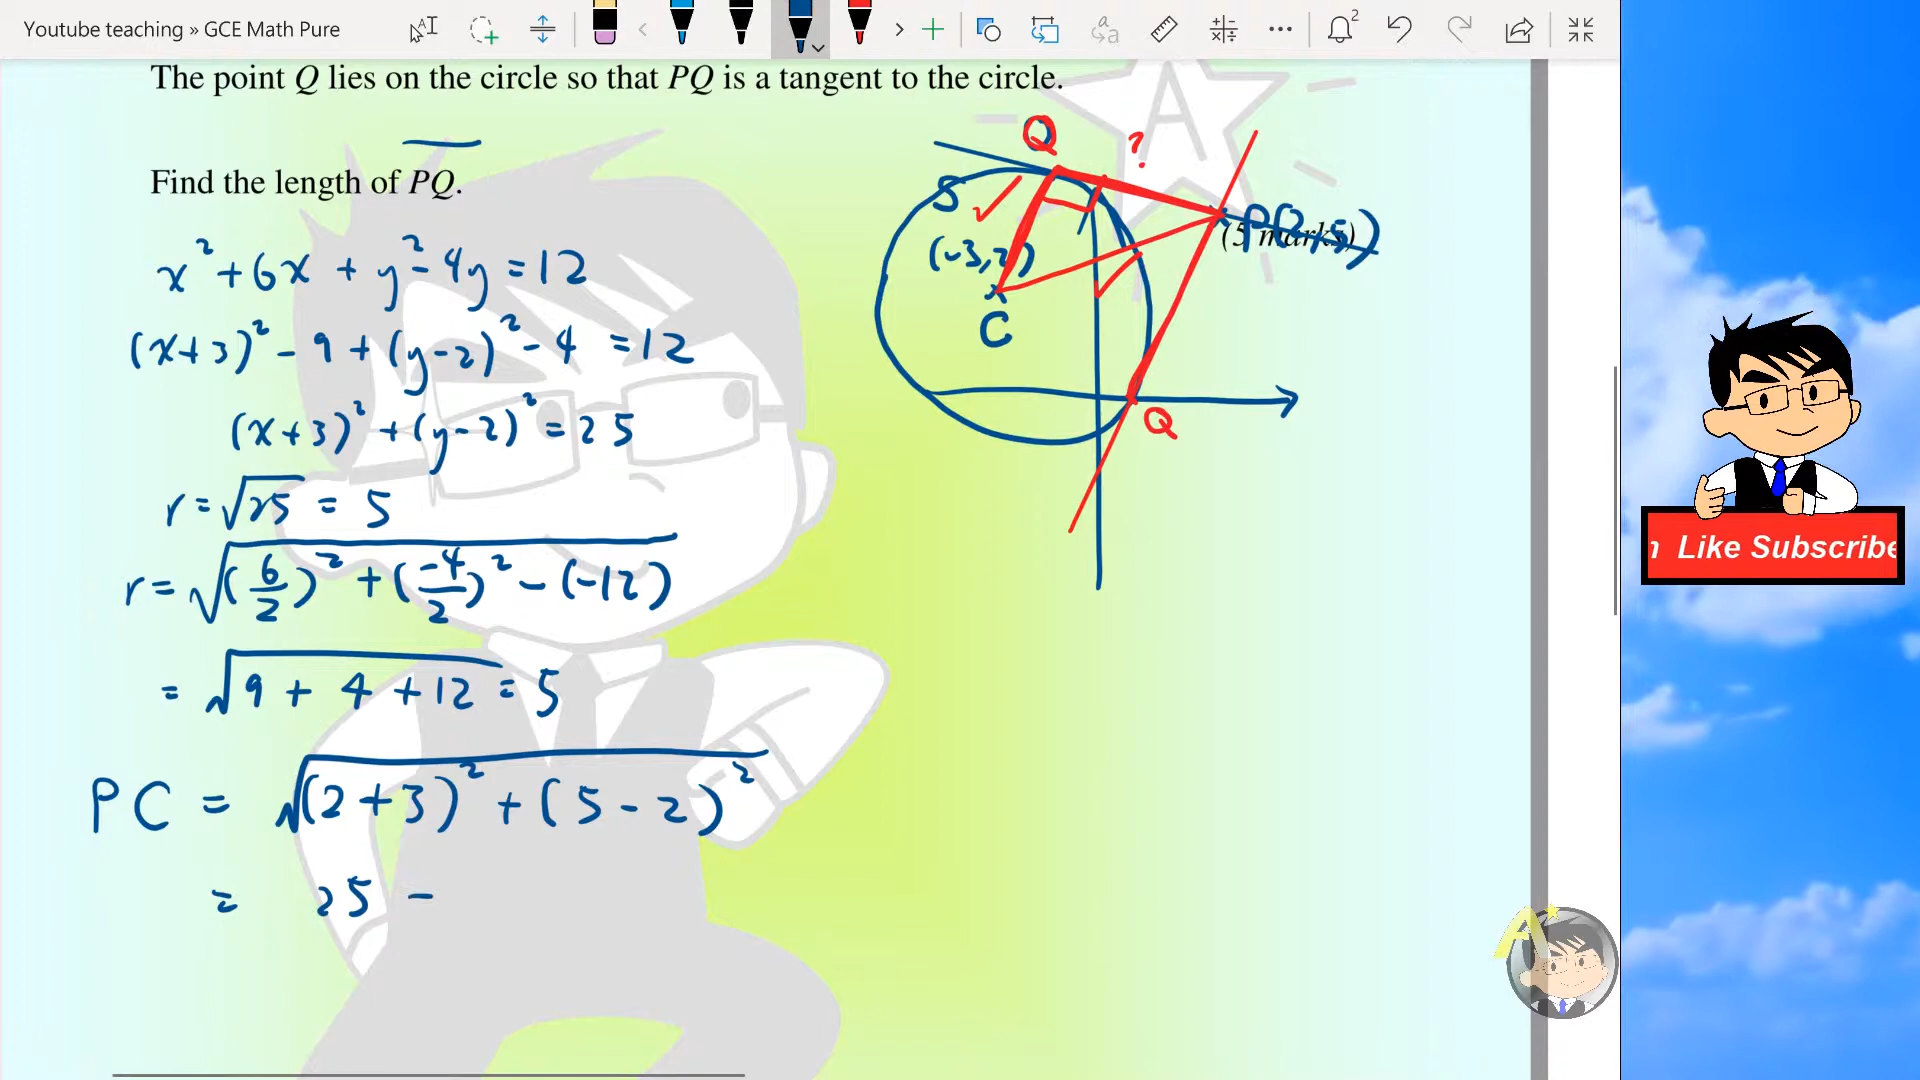 Youtube teaching » GCE Math Pure
The point Q lies on the circle so that PQ is a tangent to the circle.
Find the length of PQ.
(5 marks)
x² + 6x + y² - 4y = 12
(x+3)² - 9 + (y-2)² - 4 = 12
(x+3)² + (y-2)² = 25
r = √25 = 5
r = √((6/2)² + (-4/2)² - (-12))
= √(9 + 4 + 12) = 5
PC = √((2+3)² + (5-2)²)
= 25 -
Q
?
5
P(2,5)
(-3,2)
C
Q
Like Subscribe
A